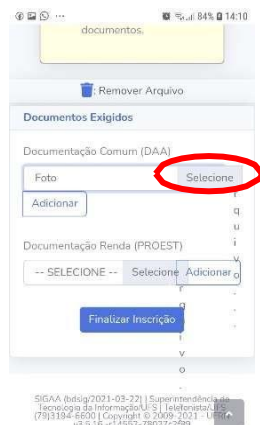 84% 14:10
documentos.
: Remover Arquivo
Documentos Exigidos
Documentação Comum (DAA)
Foto Selecione
Adicionar
Documentação Renda (PROEST)
-- SELECIONE -- Selecione Adicionar
Finalizar Inscrição
SIGAA (bdsig/2021-03-22) | Superintendência de
Tecnologia da Informação/UFS | Telefonista/UFS
(79)3194-6600 | Copyright © 2009-2021 - UFRN